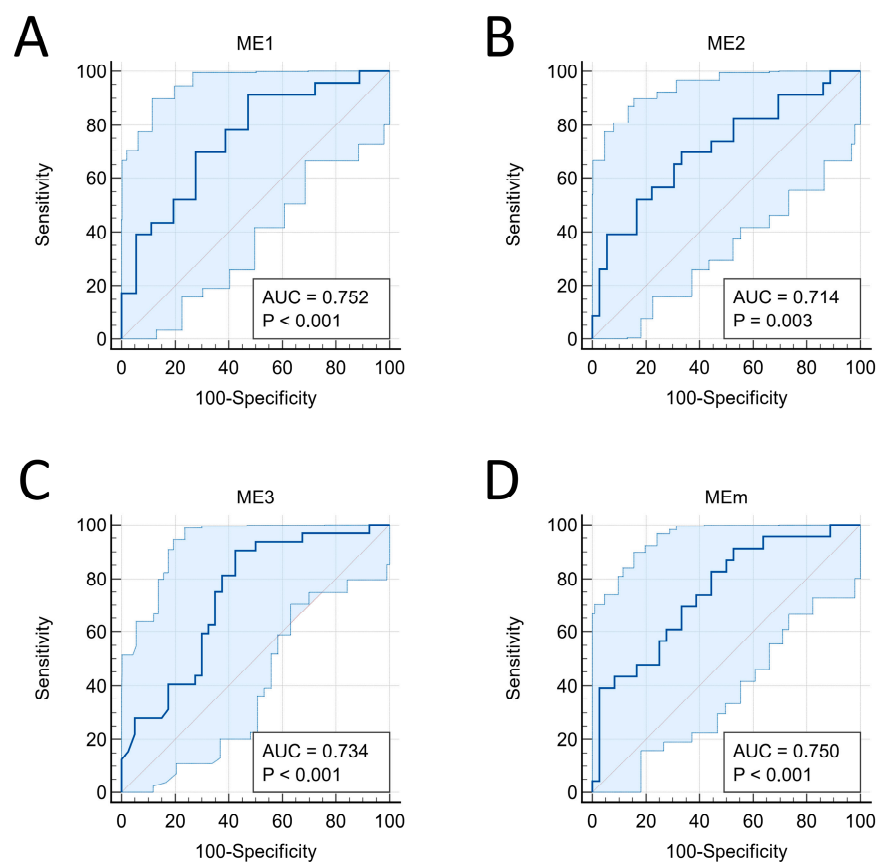 A
ME1
100
80
60
40
20
0
Sensitivity
AUC = 0.752
P < 0.001
0 20 40 60 80 100
100-Specificity
B
ME2
100
80
60
40
20
0
Sensitivity
AUC = 0.714
P = 0.003
0 20 40 60 80 100
100-Specificity
C
ME3
100
80
60
40
20
0
Sensitivity
AUC = 0.734
P < 0.001
0 20 40 60 80 100
100-Specificity
D
MEm
100
80
60
40
20
0
Sensitivity
AUC = 0.750
P < 0.001
0 20 40 60 80 100
100-Specificity